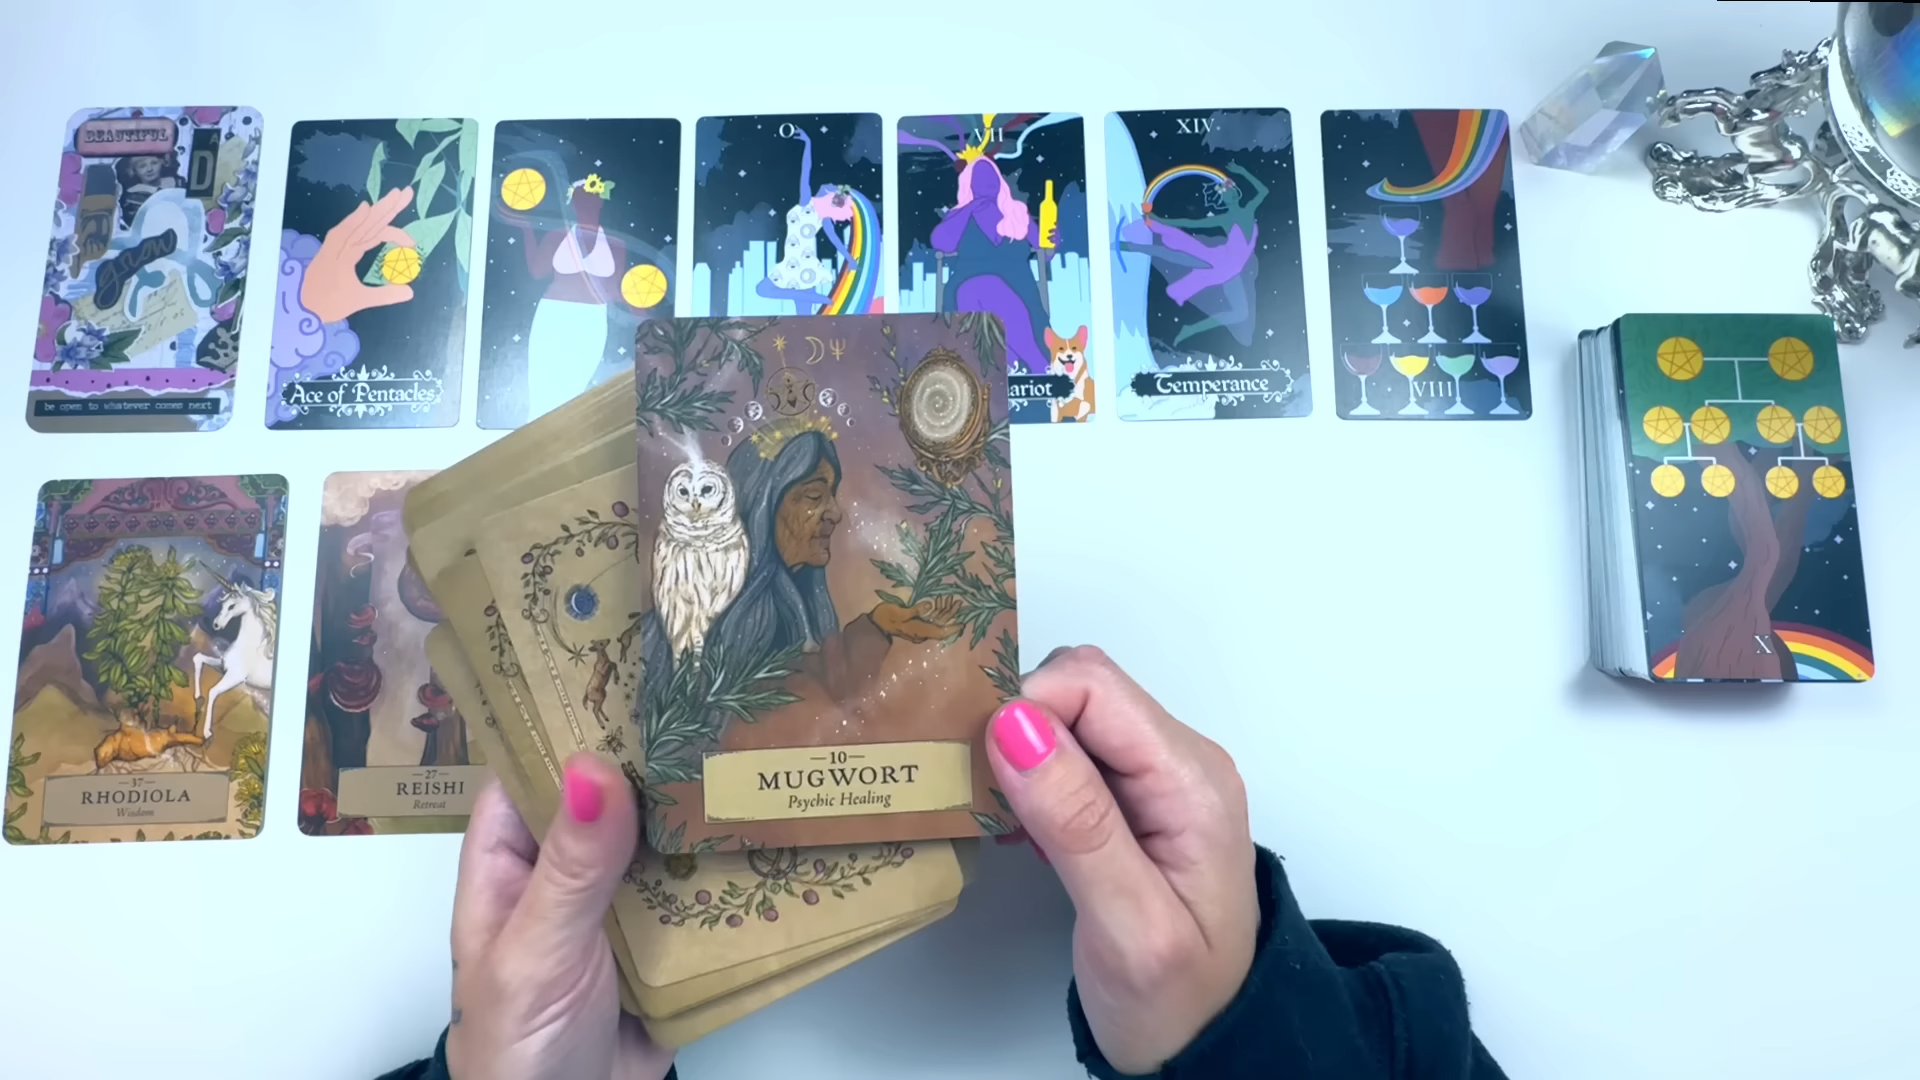 BEAUTIFUL
D
grow
be open to whatever comes next
Ace of Pentacles
O
VII
ariot
XIV
Temperance
VIII
X
—37—
RHODIOLA
Wisdom
—27—
REISHI
Retreat
—10—
MUGWORT
Psychic Healing